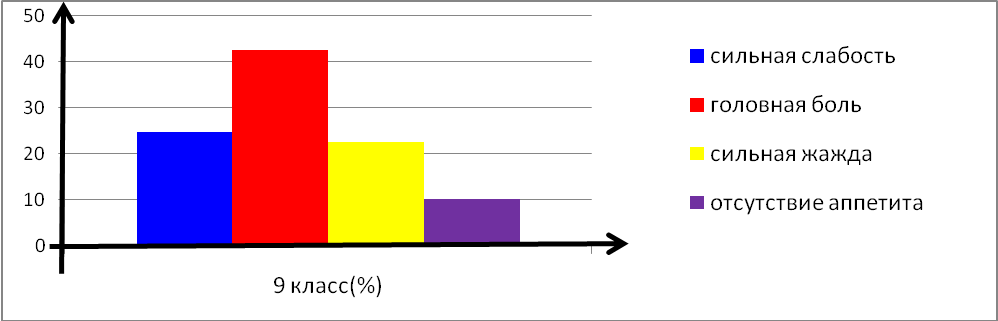 50
40
30
20
10
0
9 класс(%)
сильная слабость
головная боль
сильная жажда
отсутствие аппетита